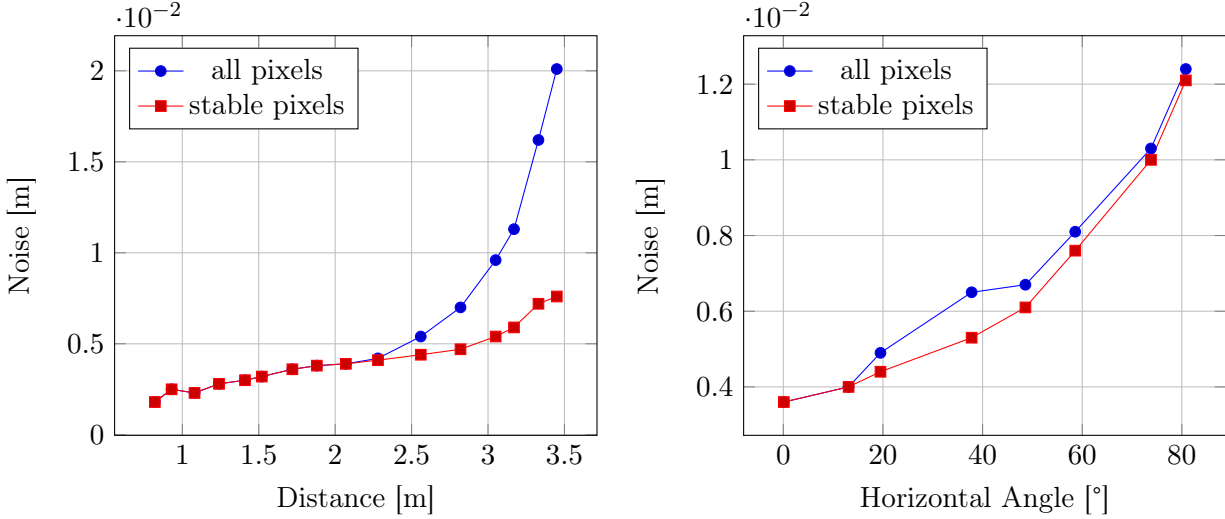 ·10⁻²
all pixels
stable pixels
2
1.5
1
0.5
0
1
1.5
2
2.5
3
3.5
Noise [m]
Distance [m]
·10⁻²
all pixels
stable pixels
1.2
1
0.8
0.6
0.4
0
20
40
60
80
Noise [m]
Horizontal Angle [°]